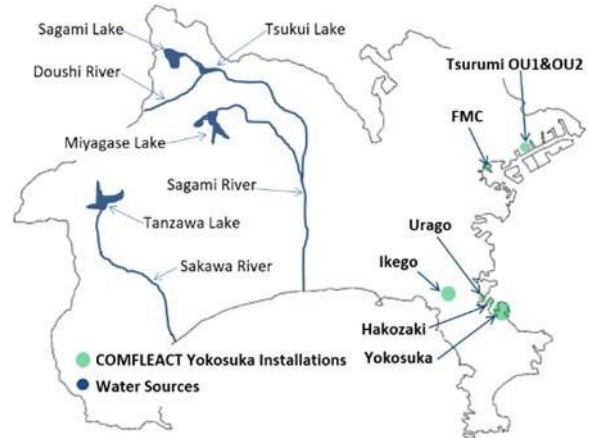 Sagami Lake
Tsukui Lake
Doushi River
Tsurumi OU1&OU2
FMC
Miyagase Lake
Sagami River
Tanzawa Lake
Urago
Ikego
Sakawa River
Hakozaki
Yokosuka
COMFLEACT Yokosuka Installations
Water Sources